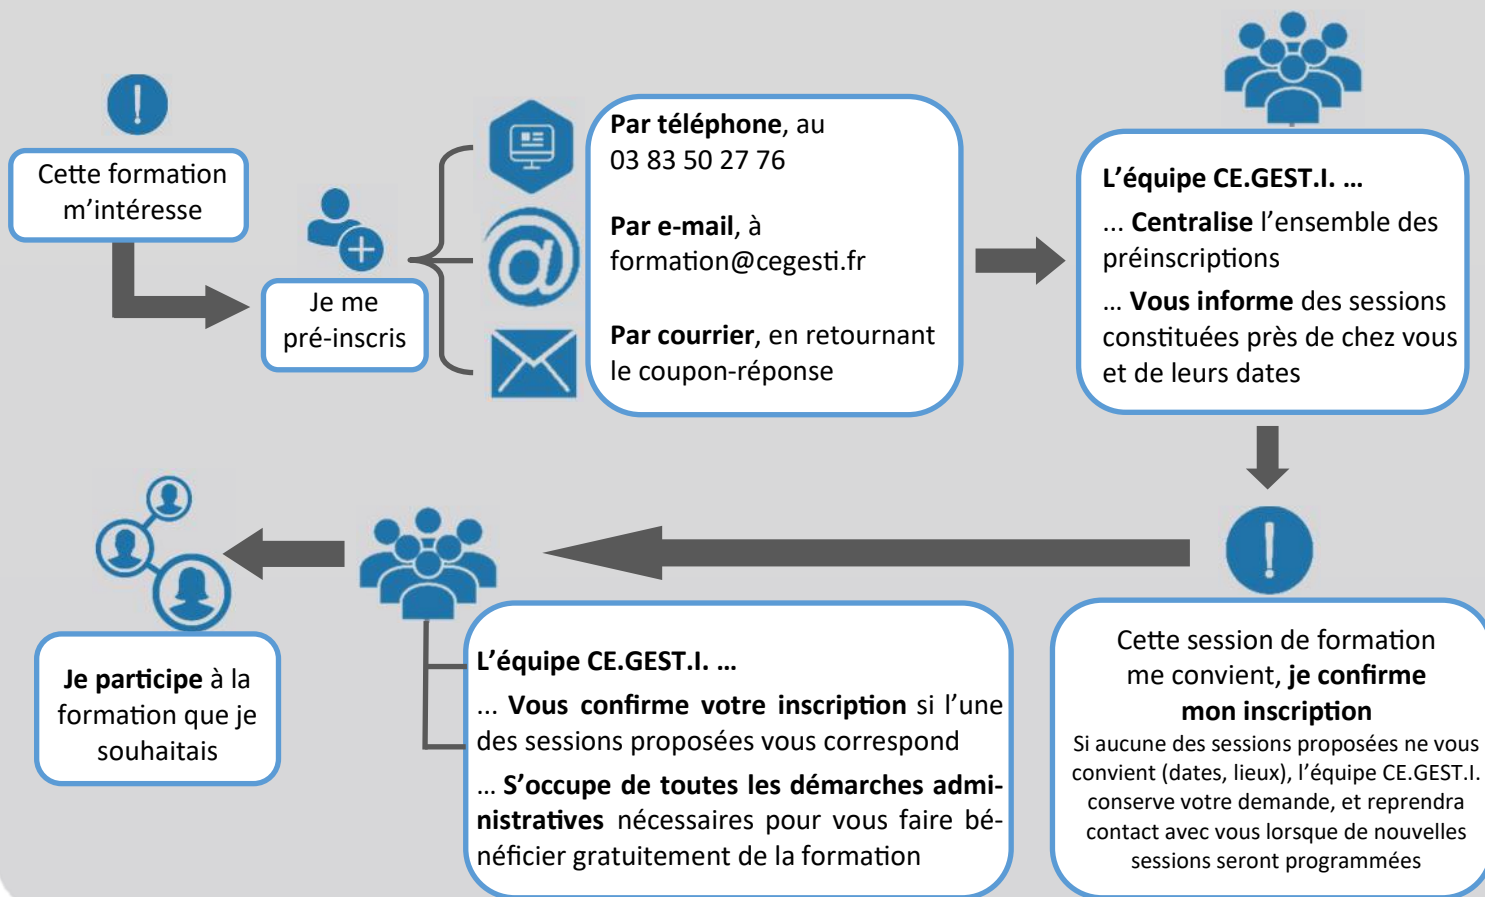 Cette formation
m’intéresse
Je me
pré-inscris
Par téléphone, au
03 83 50 27 76
Par e-mail, à
formation@cegesti.fr
Par courrier, en retournant
le coupon-réponse
L’équipe CE.GEST.I. ...
... Centralise l’ensemble des
préinscriptions
... Vous informe des sessions
constituées près de chez vous
et de leurs dates
Cette session de formation
me convient, je confirme
mon inscription
Si aucune des sessions proposées ne vous
convient (dates, lieux), l’équipe CE.GEST.I.
conserve votre demande, et reprendra
contact avec vous lorsque de nouvelles
sessions seront programmées
L’équipe CE.GEST.I. ...
... Vous confirme votre inscription si l’une
des sessions proposées vous correspond
... S’occupe de toutes les démarches admi-
nistratives nécessaires pour vous faire bé-
néficier gratuitement de la formation
Je participe à la
formation que je
souhaitais